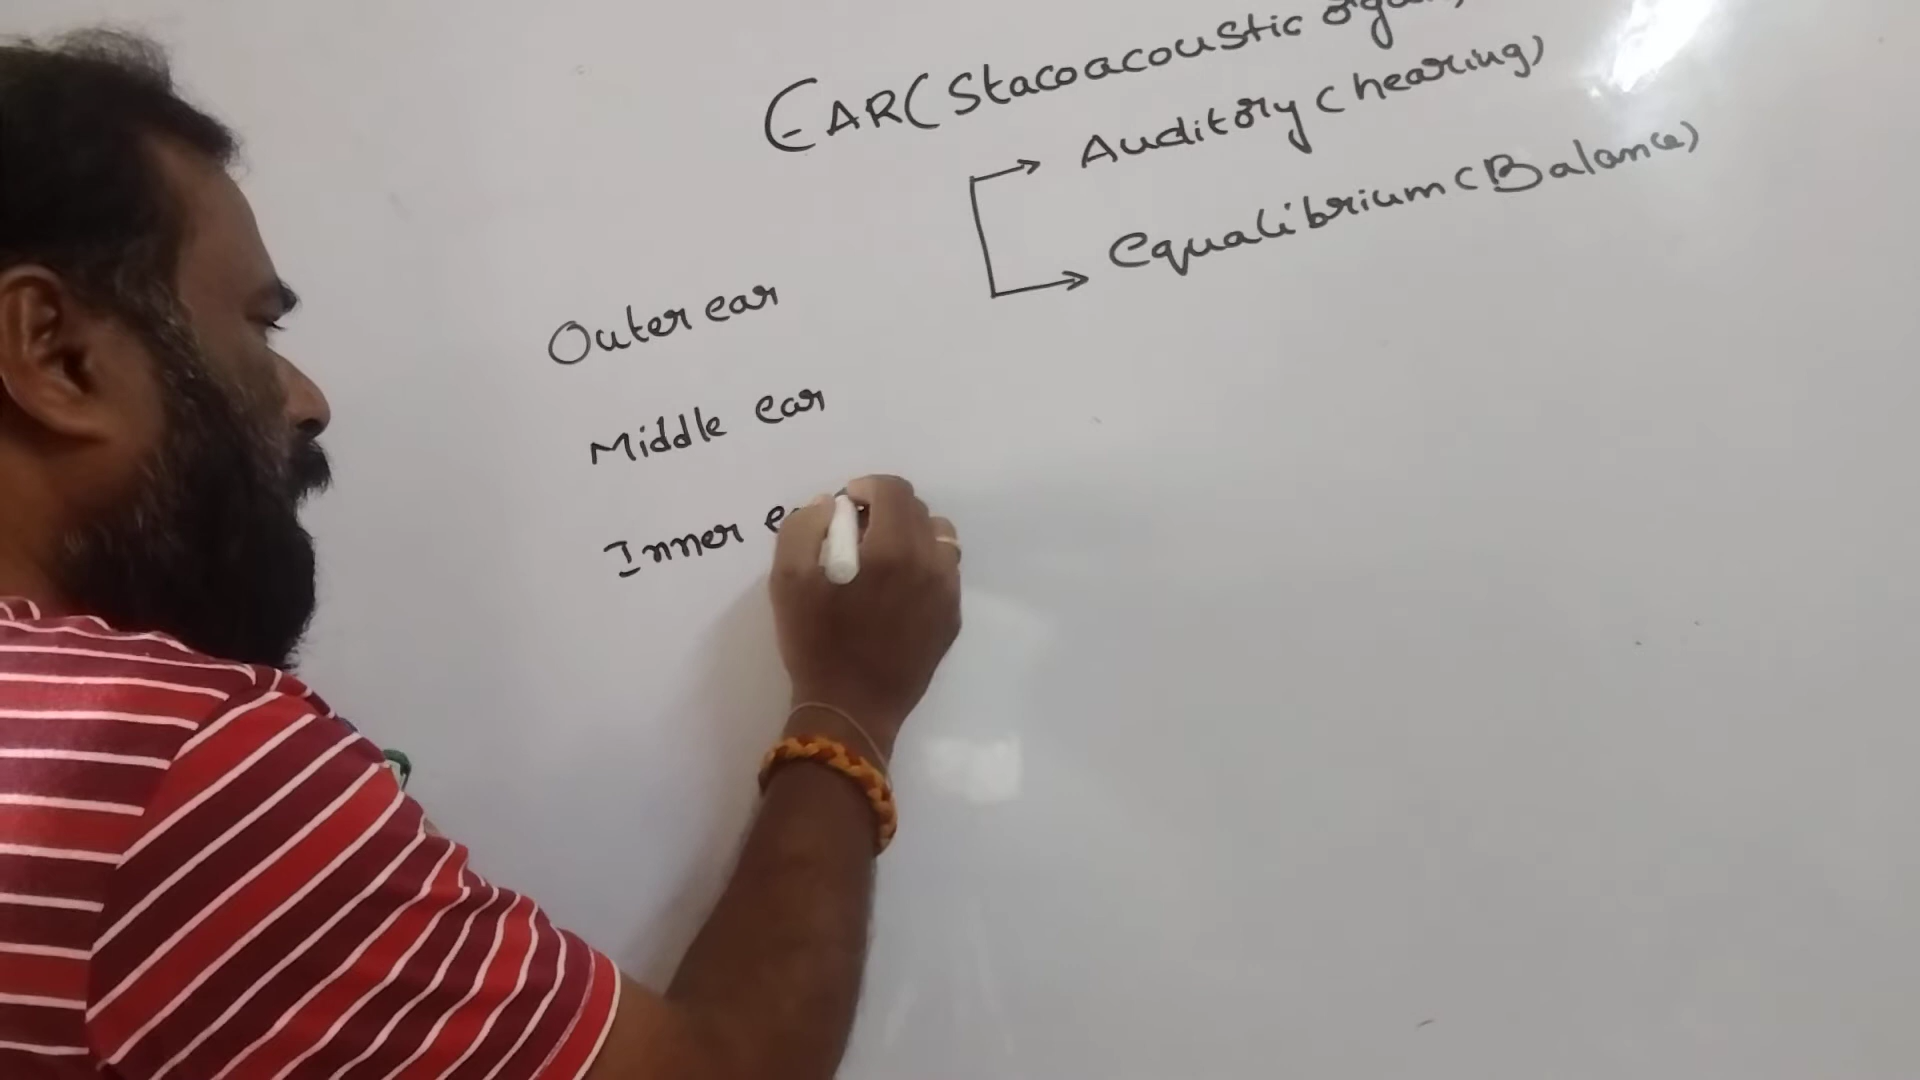 EAR (Stacoacoustic
Auditory (hearing)
Equalibrium (Balance)
Outer ear
Middle ear
Inner